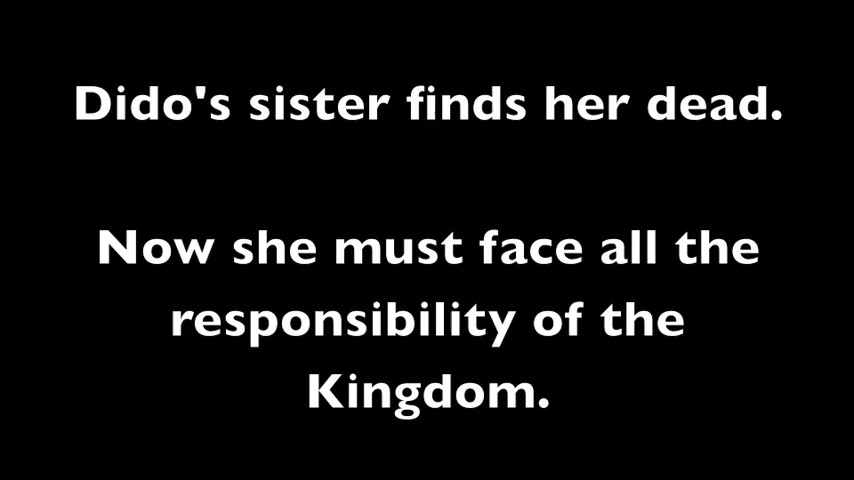 Dido's sister finds her dead.
Now she must face all the
responsibility of the
Kingdom.